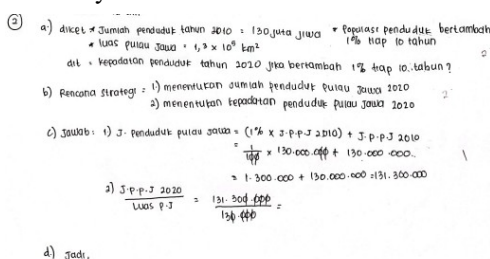 ② a) diket * Jumlah penduduk tahun 2010 = 130 juta jiwa * Populasi penduduk bertambah
* luas pulau Jawa = 1,3 × 10⁵ km² 1% tiap 10 tahun
dit = kepadatan penduduk tahun 2020 jika bertambah 1% tiap 10 tahun?
b) Rencana strategi = 1) menentukan jumlah penduduk pulau Jawa 2020
2) menentukan kepadatan penduduk pulau Jawa 2020
c) Jawab : 1) J. Penduduk pulau Jawa = (1% × J.P.P.J 2010) + J.P.P.J 2010
= 1/100 × 130.000.000 + 130.000.000
= 1.300.000 + 130.000.000 = 131.300.000
2) J.P.P.J 2020 / Luas P.J = 131.300.000 / 130.000 =
d) Jadi,